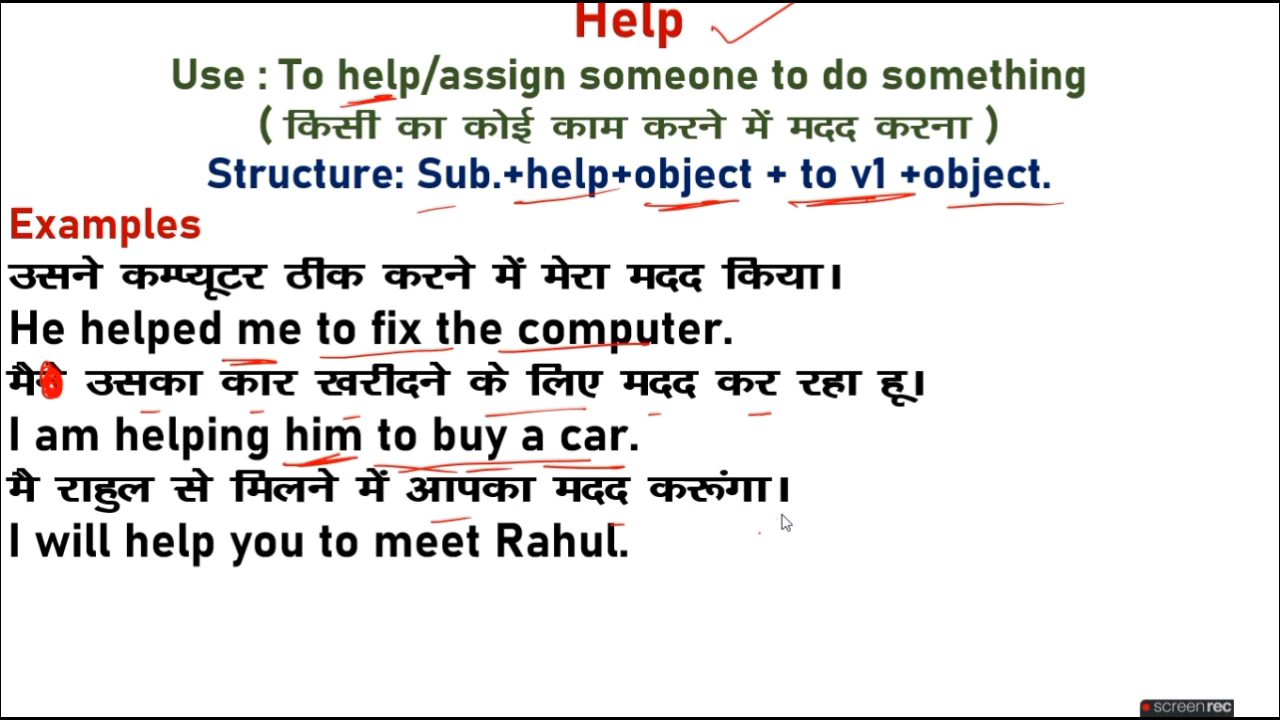 Help
Use : To help/assign someone to do something
( किसी का कोई काम करने में मदद करना )
Structure: Sub.+help+object + to v1 +object.
Examples
उसने कम्प्यूटर ठीक करने में मेरा मदद किया।
He helped me to fix the computer.
मै उसका कार खरीदने के लिए मदद कर रहा हू।
I am helping him to buy a car.
मै राहुल से मिलने में आपका मदद करूंगा।
I will help you to meet Rahul.
screenrec